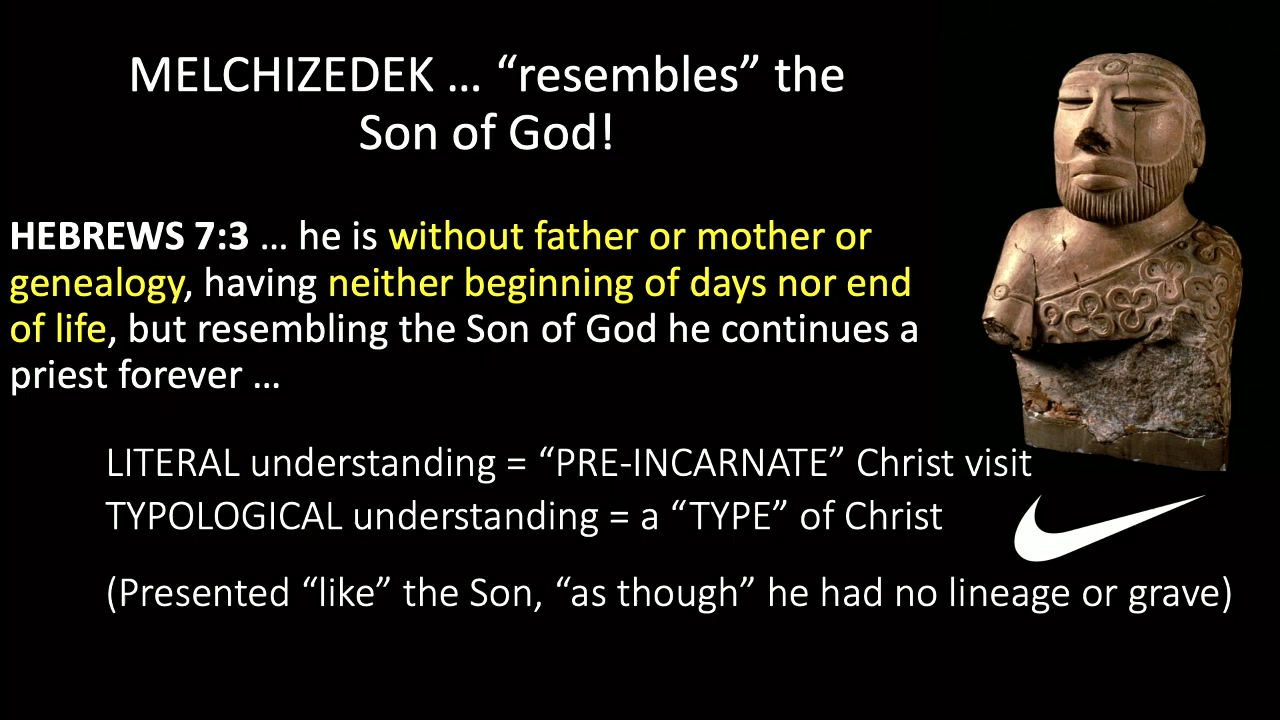 MELCHIZEDEK … “resembles” the
Son of God!
HEBREWS 7:3 … he is without father or mother or
genealogy, having neither beginning of days nor end
of life, but resembling the Son of God he continues a
priest forever …
LITERAL understanding = “PRE-INCARNATE” Christ visit
TYPOLOGICAL understanding = a “TYPE” of Christ
(Presented “like” the Son, “as though” he had no lineage or grave)